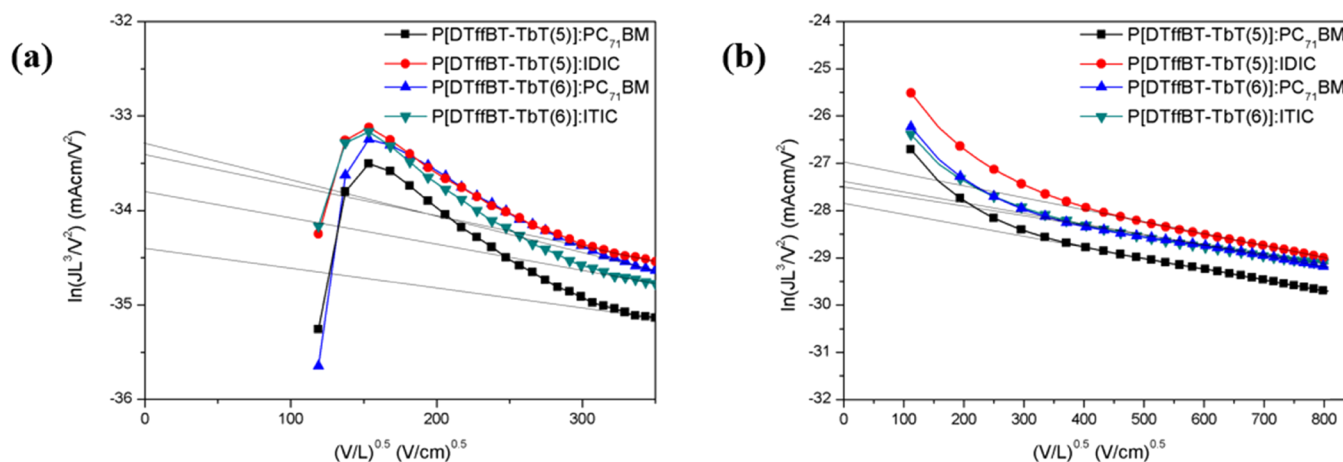 (a)
-32
-33
-34
-35
-36
0
100
200
300
ln(JL³/V²) (mAcm/V²)
(V/L)^0.5 (V/cm)^0.5
P[DTffBT-TbT(5)]:PC₇₁BM
P[DTffBT-TbT(5)]:IDIC
P[DTffBT-TbT(6)]:PC₇₁BM
P[DTffBT-TbT(6)]:ITIC
(b)
-24
-25
-26
-27
-28
-29
-30
-31
-32
0
100
200
300
400
500
600
700
800
ln(JL³/V²) (mAcm/V²)
(V/L)^0.5 (V/cm)^0.5
P[DTffBT-TbT(5)]:PC₇₁BM
P[DTffBT-TbT(5)]:IDIC
P[DTffBT-TbT(6)]:PC₇₁BM
P[DTffBT-TbT(6)]:ITIC